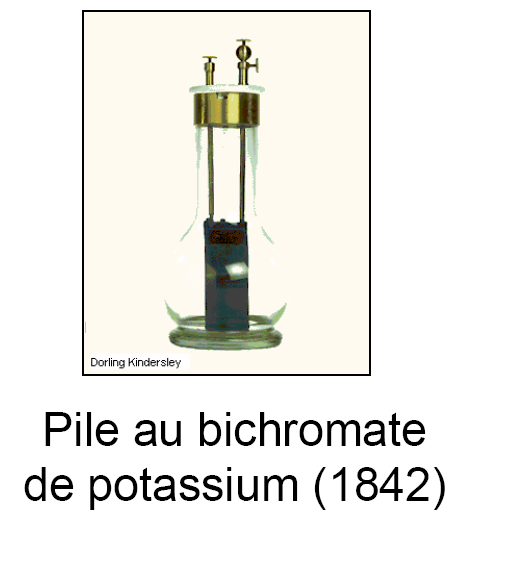 Dorling Kindersley
Pile au bichromate
de potassium (1842)